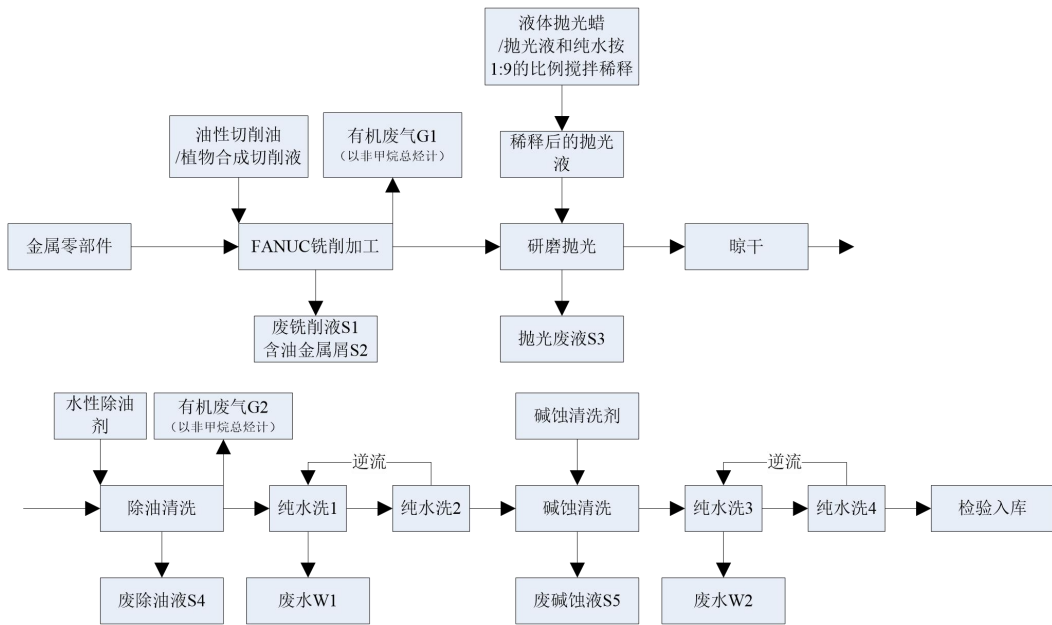 液体抛光蜡
/抛光液和纯水按
1:9的比例搅拌稀释
油性切削油
/植物合成切削液
有机废气G1
（以非甲烷总烃计）
稀释后的抛光
液
金属零部件
FANUC铣削加工
研磨抛光
晾干
废铣削液S1
含油金属屑S2
抛光废液S3
水性除油
剂
有机废气G2
（以非甲烷总烃计）
碱蚀清洗剂
逆流
逆流
除油清洗
纯水洗1
纯水洗2
碱蚀清洗
纯水洗3
纯水洗4
检验入库
废除油液S4
废水W1
废碱蚀液S5
废水W2